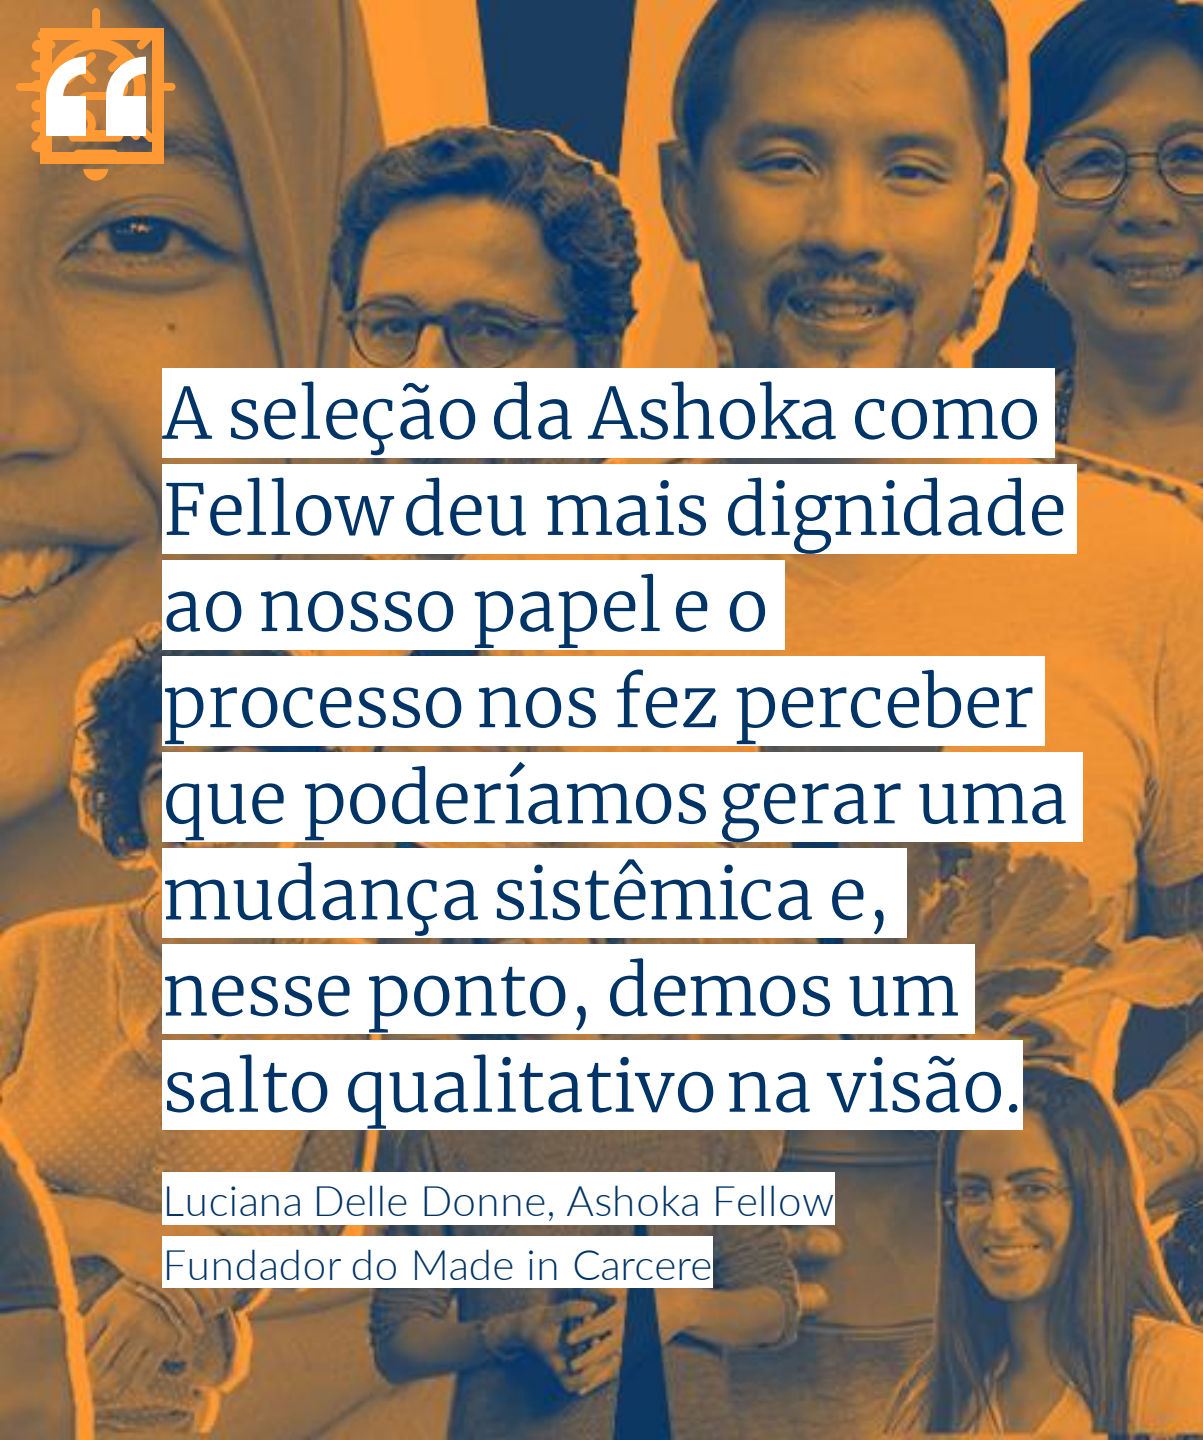 A seleção da Ashoka como
Fellow deu mais dignidade
ao nosso papel e o
processo nos fez perceber
que poderíamos gerar uma
mudança sistêmica e,
nesse ponto, demos um
salto qualitativo na visão.
Luciana Delle Donne, Ashoka Fellow
Fundador do Made in Carcere